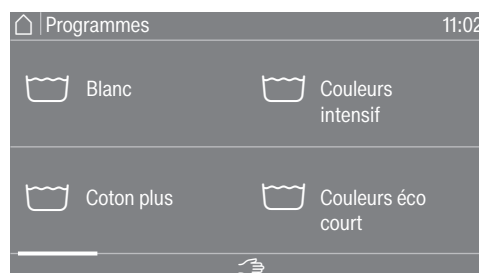 Programmes 11:02
Blanc
Couleurs
intensif
Coton plus
Couleurs éco
court